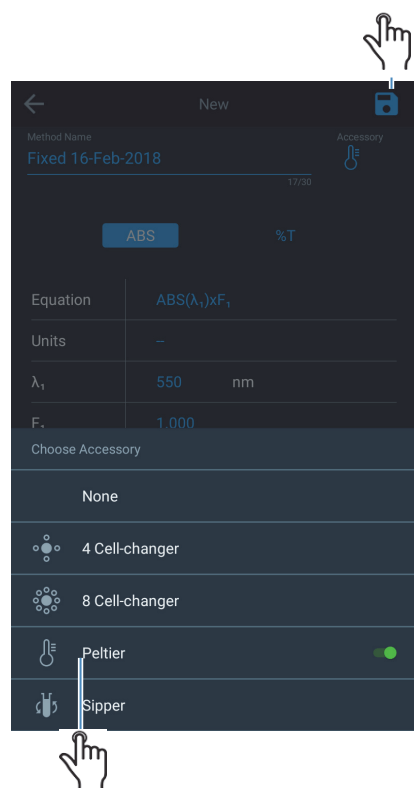 New
Method Name
Accessory
Fixed 16-Feb-2018
17/30
ABS %T
Equation ABS(λ₁)xF₁
Units –
λ₁ 550 nm
F₁ 1.000
Choose Accessory
None
4 Cell-changer
8 Cell-changer
Peltier
Sipper